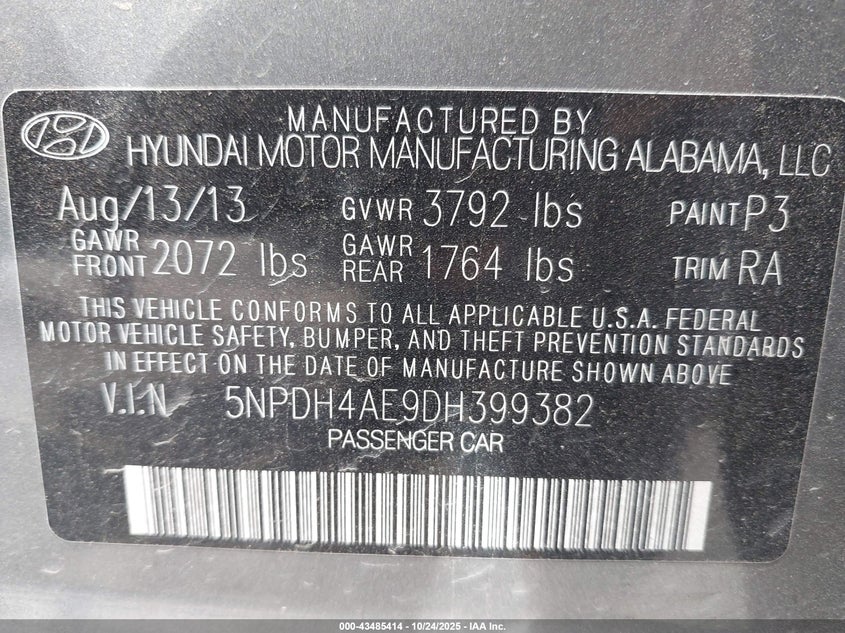 MANUFACTURED BY
HYUNDAI MOTOR MANUFACTURING ALABAMA, LLC
Aug/13/13 GVWR 3792 lbs PAINT P3
GAWR FRONT 2072 lbs GAWR REAR 1764 lbs TRIM RA
THIS VEHICLE CONFORMS TO ALL APPLICABLE U.S.A. FEDERAL
MOTOR VEHICLE SAFETY, BUMPER, AND THEFT PREVENTION STANDARDS
IN EFFECT ON THE DATE OF MANUFACTURE SHOWN ABOVE.
V.I.N 5NPDH4AE9DH399382
PASSENGER CAR
000-43485414 - 10/24/2025 - IAA Inc.